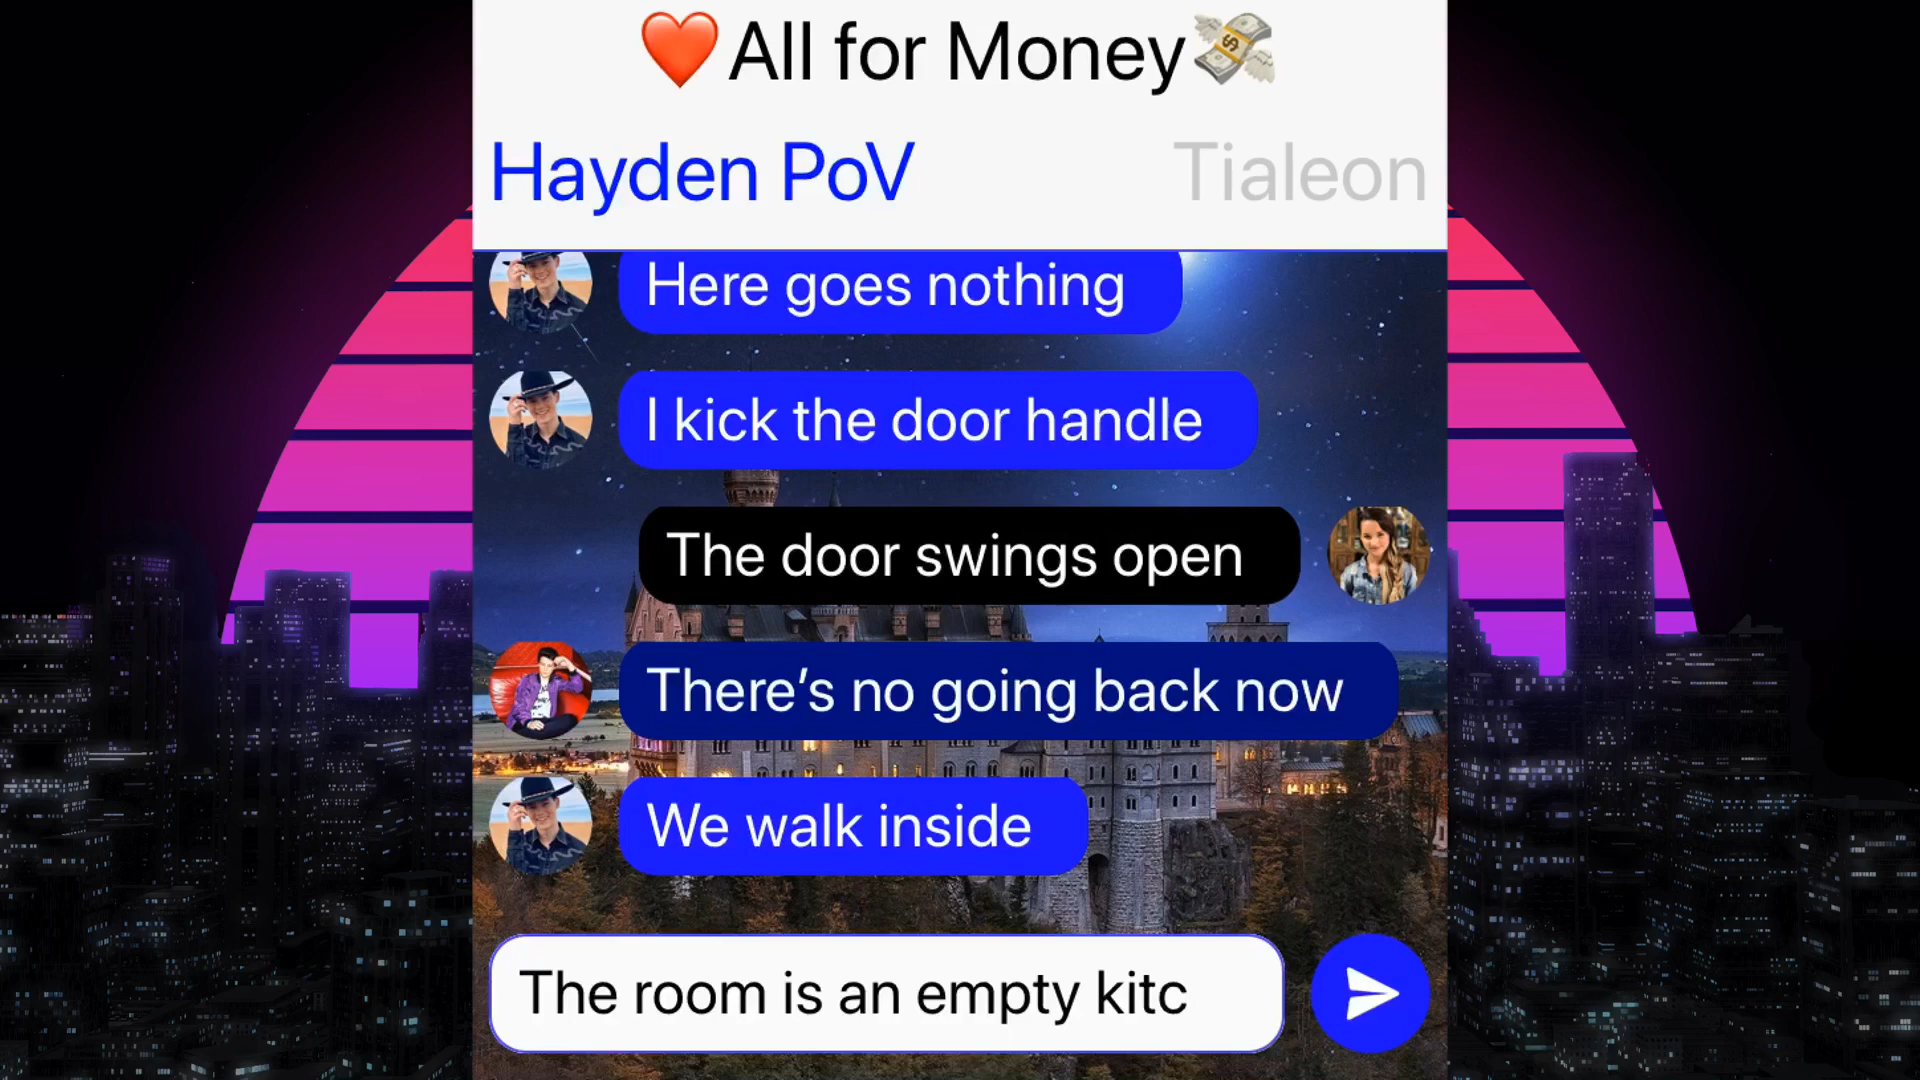 ❤️All for Money💸
Hayden PoV
Tialeon
Here goes nothing
I kick the door handle
The door swings open
There’s no going back now
We walk inside
The room is an empty kitc